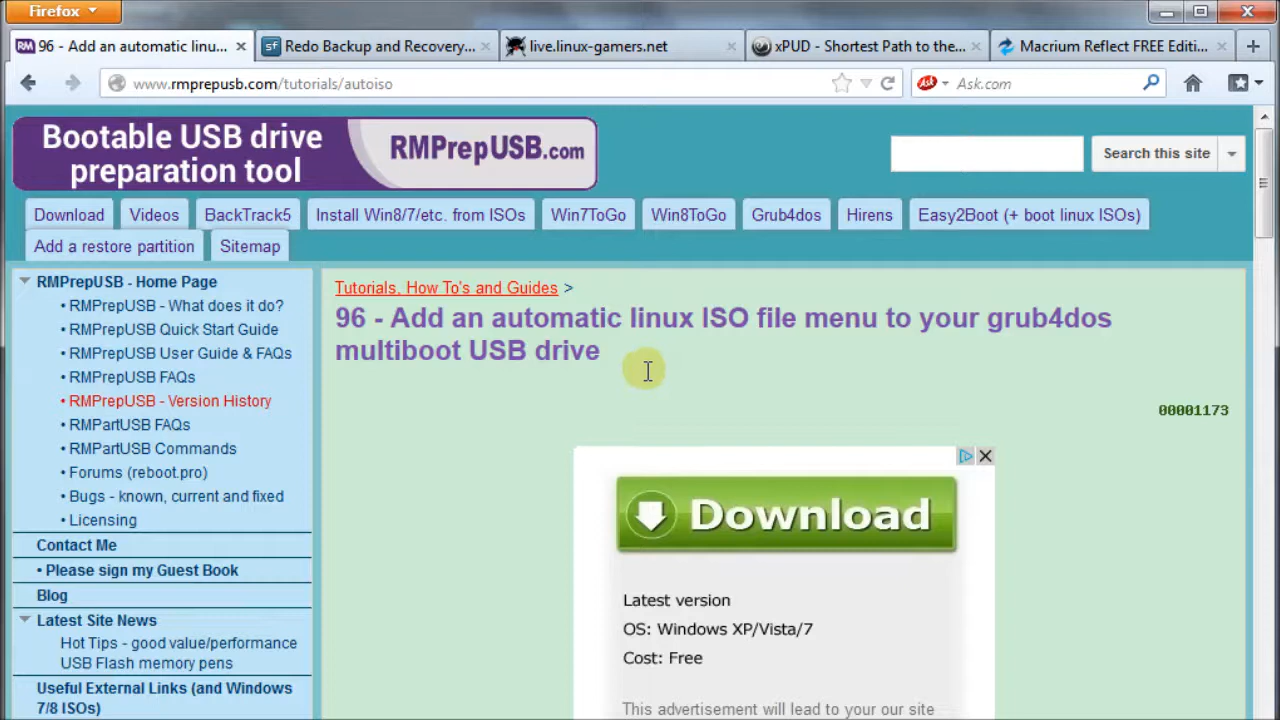 Firefox
96 - Add an automatic linu...
Redo Backup and Recovery...
live.linux-gamers.net
xPUD - Shortest Path to the...
Macrium Reflect FREE Editi...
www.rmprepusb.com/tutorials/autoiso
Ask.com
Bootable USB drive
preparation tool
RMPrepUSB.com
Search this site
Download
Videos
BackTrack5
Install Win8/7/etc. from ISOs
Win7ToGo
Win8ToGo
Grub4dos
Hirens
Easy2Boot (+ boot linux ISOs)
Add a restore partition
Sitemap
RMPrepUSB - Home Page
• RMPrepUSB - What does it do?
• RMPrepUSB Quick Start Guide
• RMPrepUSB User Guide & FAQs
• RMPrepUSB FAQs
• RMPrepUSB - Version History
• RMPartUSB FAQs
• RMPartUSB Commands
• Forums (reboot.pro)
• Bugs - known, current and fixed
• Licensing
Contact Me
• Please sign my Guest Book
Blog
Latest Site News
Hot Tips - good value/performance
USB Flash memory pens
Useful External Links (and Windows
7/8 ISOs)
Tutorials, How To's and Guides >
96 - Add an automatic linux ISO file menu to your grub4dos
multiboot USB drive
00001173
Download
Latest version
OS: Windows XP/Vista/7
Cost: Free
This advertisement will lead to your our site